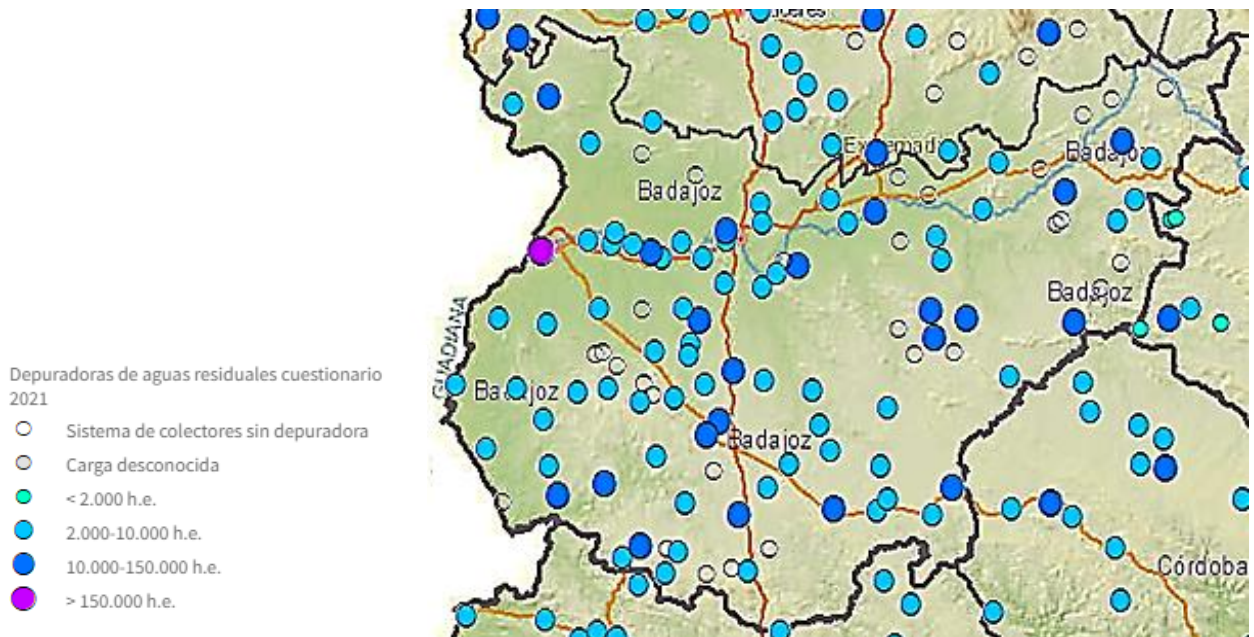 Depuradoras de aguas residuales cuestionario
2021
Sistema de colectores sin depuradora
Carga desconocida
< 2.000 h.e.
2.000-10.000 h.e.
10.000-150.000 h.e.
> 150.000 h.e.
Badajoz
Badajoz
GUADIANA
Badajoz
Badajoz
Badajoz
Córdoba